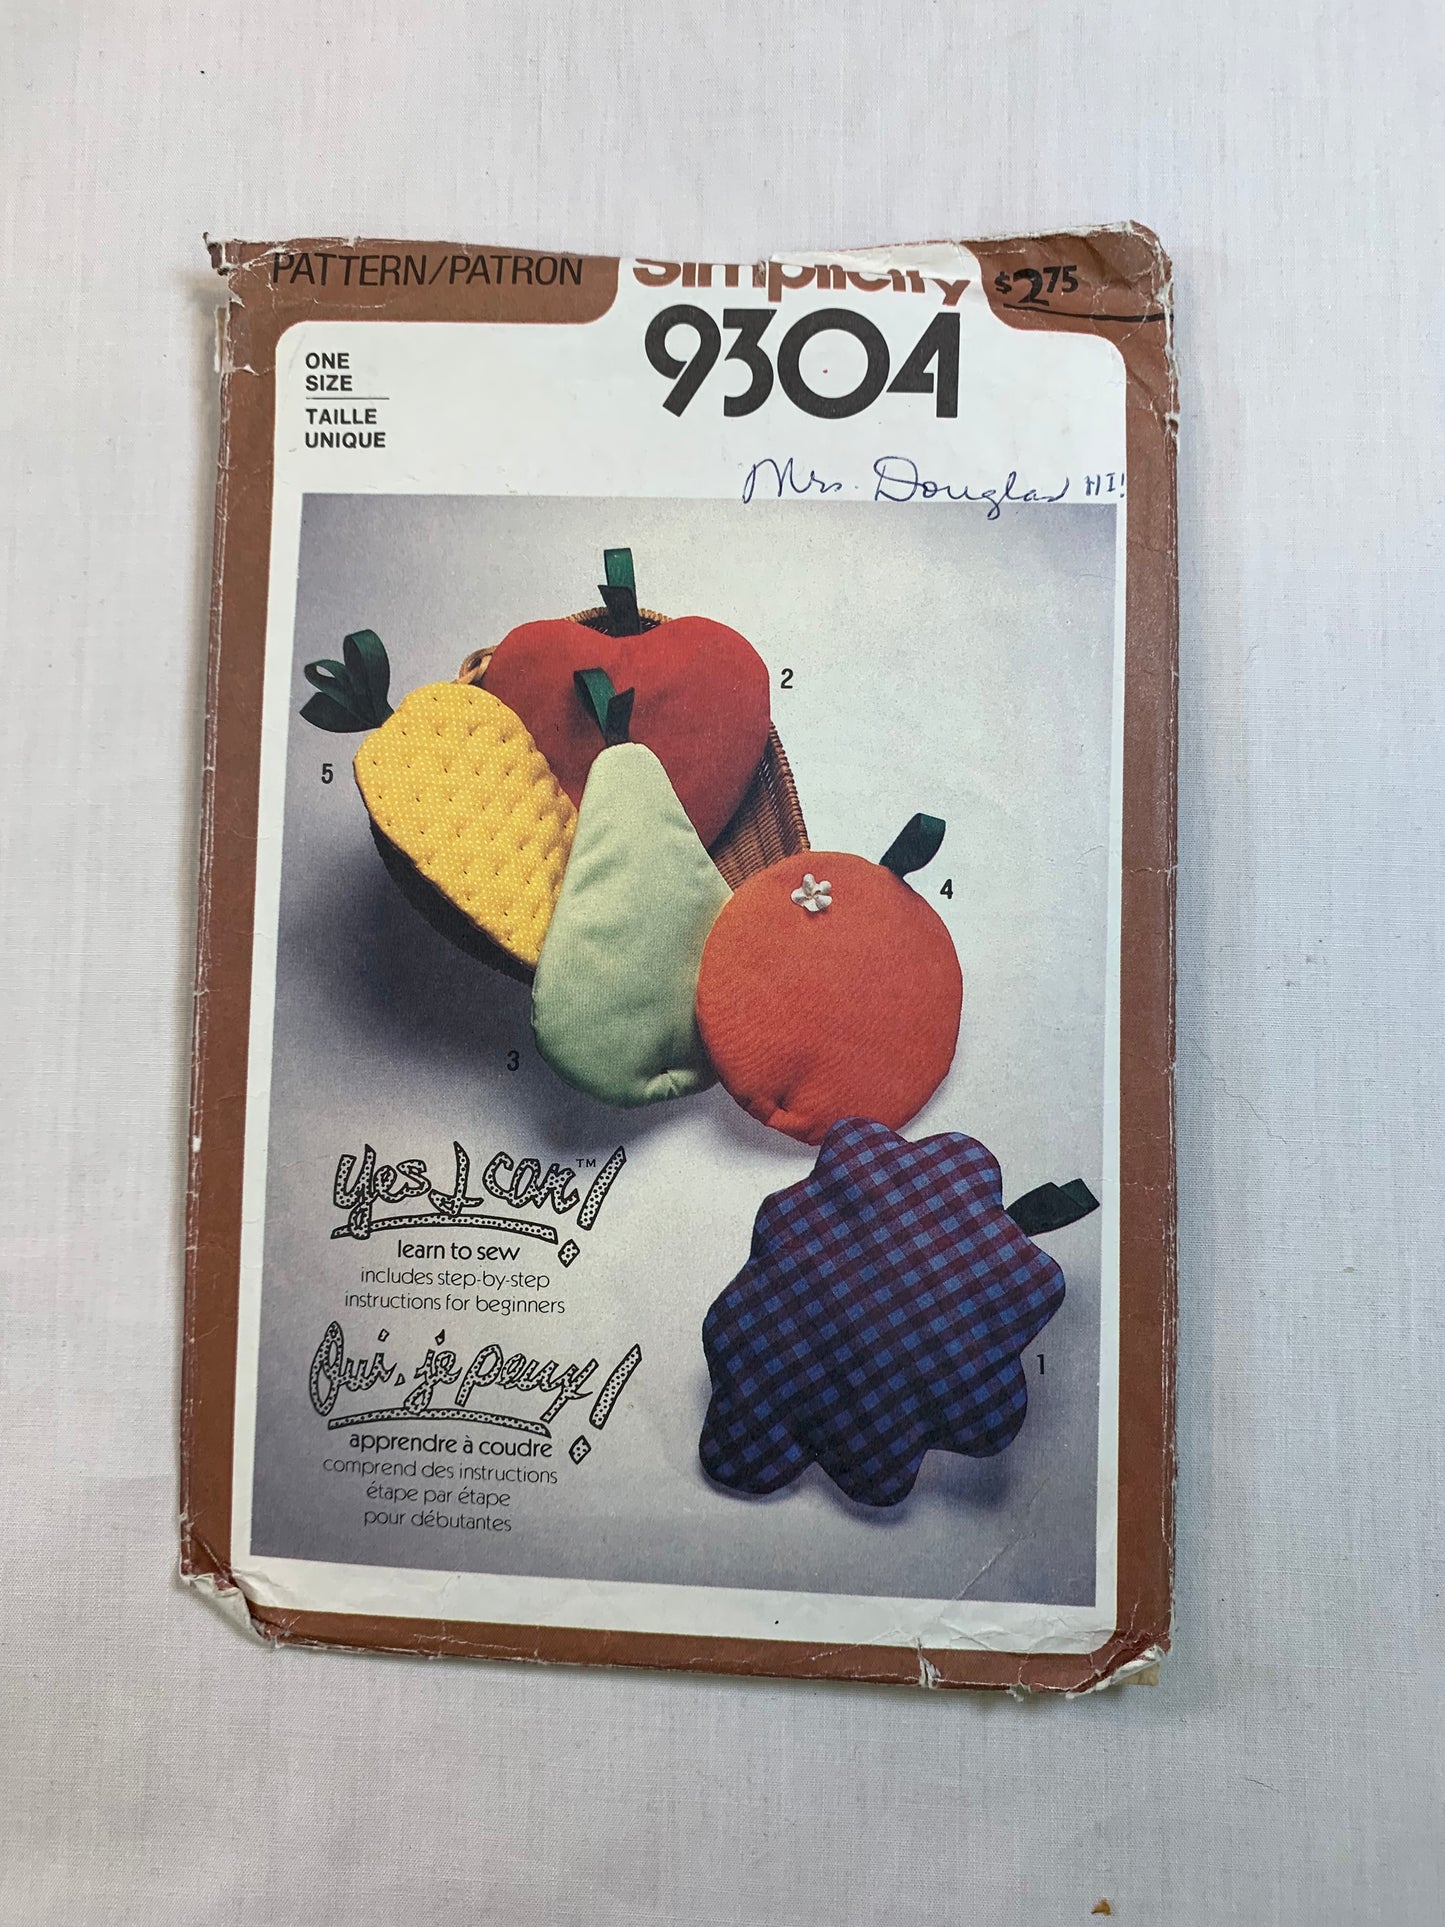 PATTERN/PATRON
simplicity
$2.75
9304
ONE
SIZE
TAILLE
UNIQUE
Mrs. Douglas HI!
2
5
4
3
1
yes I can!™
learn to sew
includes step-by-step
instructions for beginners
Oui, je peux!
apprendre à coudre
comprend des instructions
étape par étape
pour débutantes